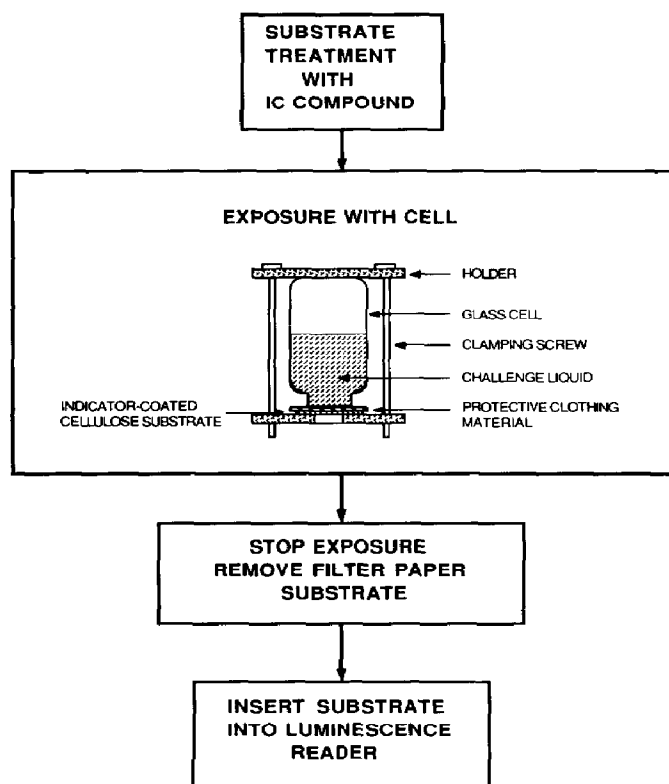 SUBSTRATE
TREATMENT
WITH
IC COMPOUND
EXPOSURE WITH CELL
HOLDER
GLASS CELL
CLAMPING SCREW
CHALLENGE LIQUID
INDICATOR-COATED
CELLULOSE SUBSTRATE
PROTECTIVE CLOTHING
MATERIAL
STOP EXPOSURE
REMOVE FILTER PAPER
SUBSTRATE
INSERT SUBSTRATE
INTO LUMINESCENCE
READER